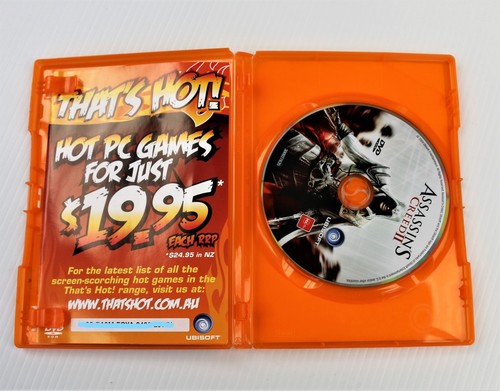 THAT'S HOT!
HOT PC GAMES
FOR JUST
$19.95*
EACH RRP
*$24.95 in NZ
For the latest list of all the
screen-scorching hot games in the
That's Hot! range, visit us at:
WWW.THATSHOT.COM.AU
UBISOFT
DVD
ASSASSIN'S
CREED II
UBISOFT